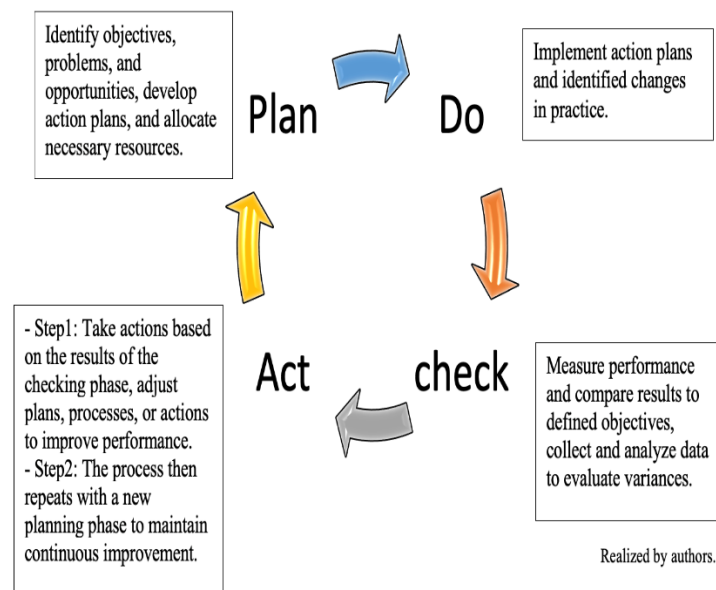 Identify objectives,
problems, and
opportunities, develop
action plans, and allocate
necessary resources.
Plan
Do
Implement action plans
and identified changes
in practice.
- Step1: Take actions based
on the results of the
checking phase, adjust
plans, processes, or actions
to improve performance.
- Step2: The process then
repeats with a new
planning phase to maintain
continuous improvement.
Act
check
Measure performance
and compare results to
defined objectives,
collect and analyze data
to evaluate variances.
Realized by authors.